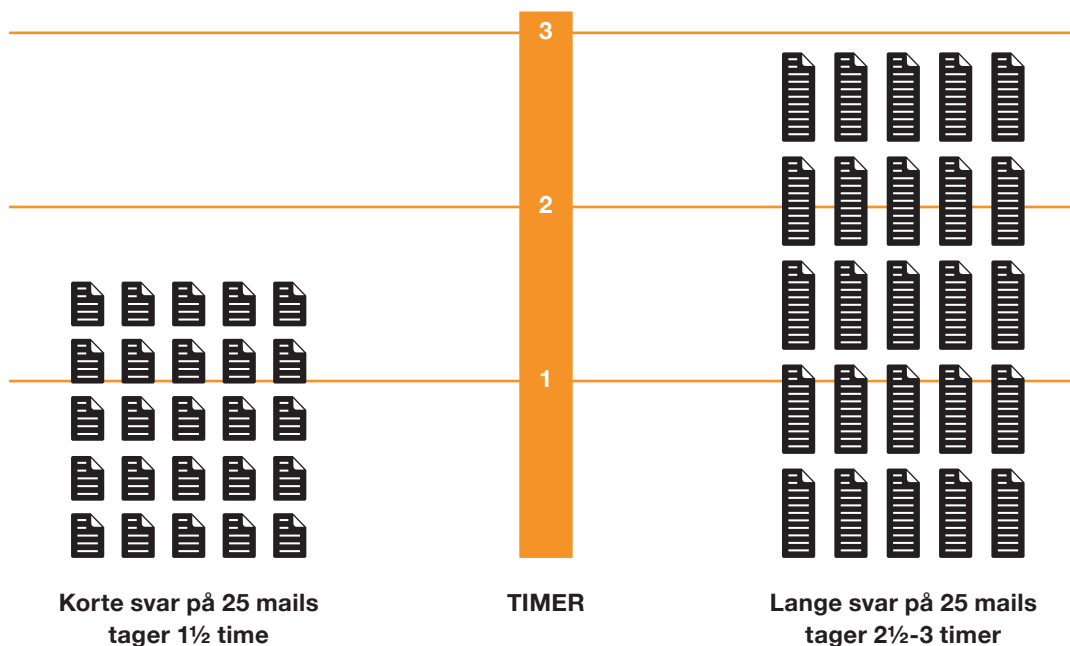 3
2
1
Korte svar på 25 mails
tager 1½ time
TIMER
Lange svar på 25 mails
tager 2½-3 timer